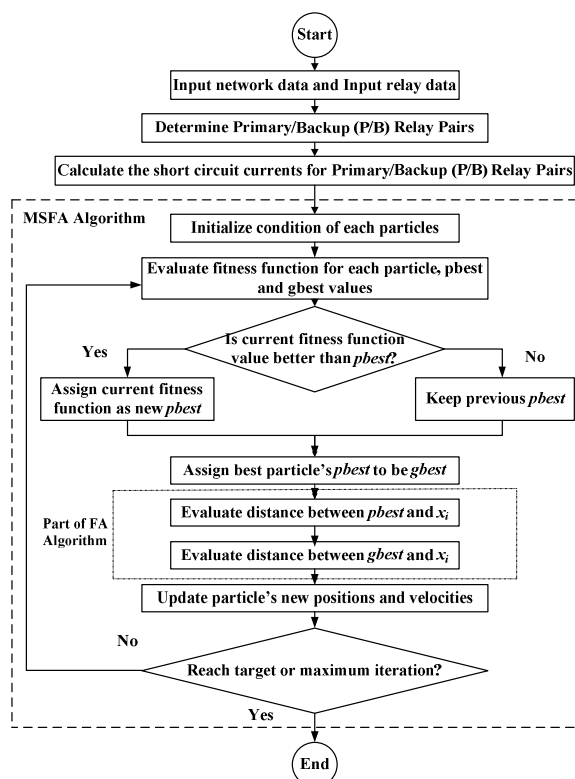 Start
Input network data and Input relay data
Determine Primary/Backup (P/B) Relay Pairs
Calculate the short circuit currents for Primary/Backup (P/B) Relay Pairs
MSFA Algorithm
Initialize condition of each particles
Evaluate fitness function for each particle, pbest
and gbest values
Is current fitness function
value better than pbest?
Yes
No
Assign current fitness
function as new pbest
Keep previous pbest
Assign best particle's pbest to be gbest
Part of FA
Algorithm
Evaluate distance between pbest and xi
Evaluate distance between gbest and xi
Update particle's new positions and velocities
No
Reach target or maximum iteration?
Yes
End